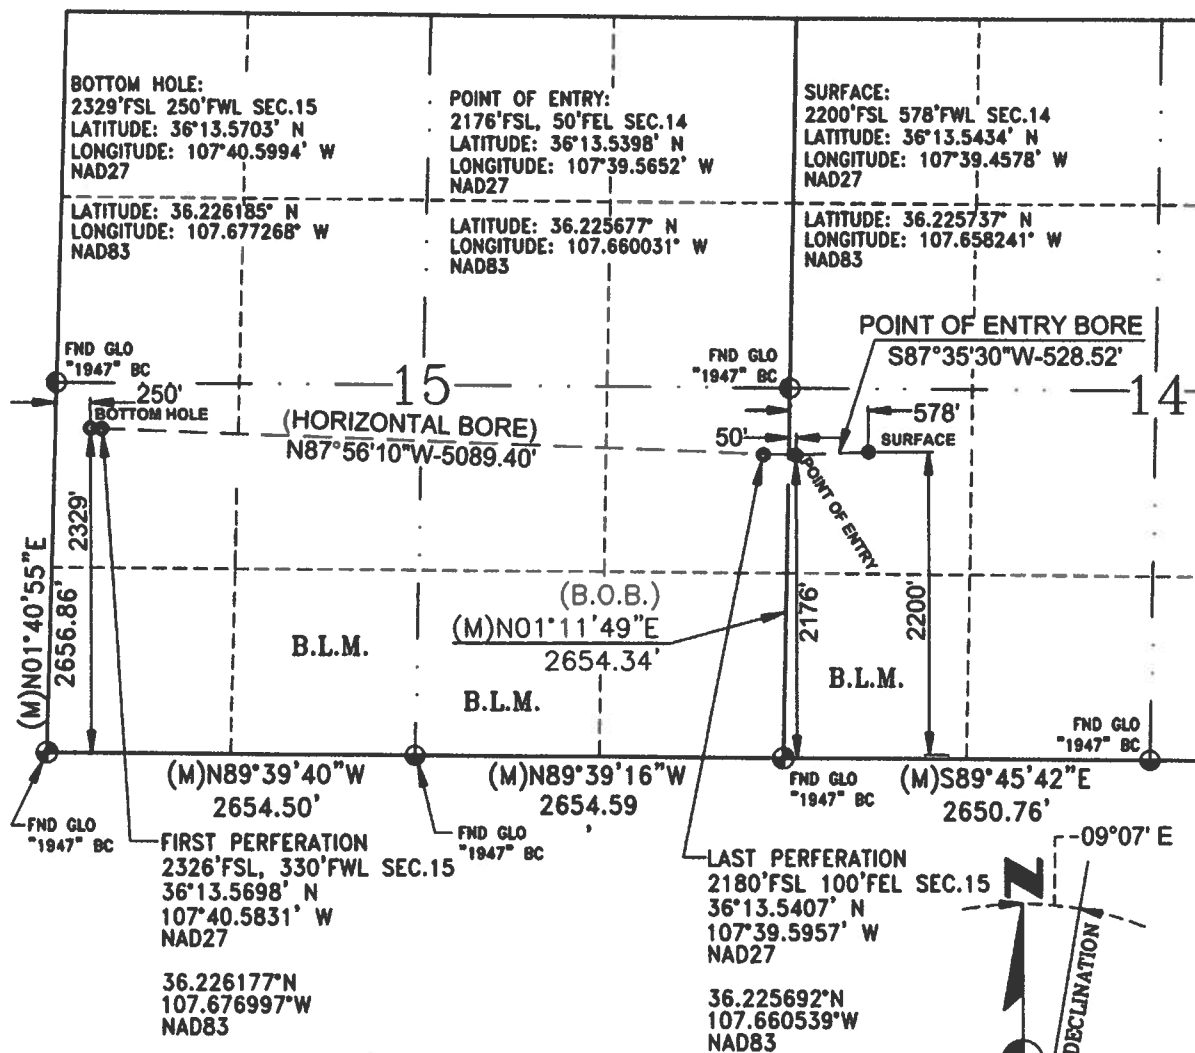 BOTTOM HOLE:
2329'FSL 250'FWL SEC.15
LATITUDE: 36°13.5703' N
LONGITUDE: 107°40.5994' W
NAD27
LATITUDE: 36.226185° N
LONGITUDE: 107.677268° W
NAD83
POINT OF ENTRY:
2176'FSL, 50'FEL SEC.14
LATITUDE: 36°13.5398' N
LONGITUDE: 107°39.5652' W
NAD27
LATITUDE: 36.225677° N
LONGITUDE: 107.660031° W
NAD83
SURFACE:
2200'FSL 578'FWL SEC.14
LATITUDE: 36°13.5434' N
LONGITUDE: 107°39.4578' W
NAD27
LATITUDE: 36.225737° N
LONGITUDE: 107.658241° W
NAD83
POINT OF ENTRY BORE
S87°35'30"W-528.52'
FND GLO
"1947" BC
250'
BOTTOM HOLE
15
(HORIZONTAL BORE)
N87°56'10"W-5089.40'
FND GLO
"1947" BC
50'
578'
SURFACE
14
POINT OF ENTRY
2329'
(M)N01°40'55"E
2656.86'
(B.O.B.)
(M)N01°11'49"E
2654.34'
2176'
2200'
B.L.M.
B.L.M.
B.L.M.
FND GLO
"1947" BC
(M)N89°39'40"W
2654.50'
(M)N89°39'16"W
2654.59
'
FND GLO
"1947" BC
(M)S89°45'42"E
2650.76'
FND GLO
"1947" BC
FND GLO
"1947" BC
FIRST PERFERATION
2326'FSL, 330'FWL SEC.15
36°13.5698' N
107°40.5831' W
NAD27
36.226177°N
107.676997°W
NAD83
LAST PERFERATION
2180'FSL 100'FEL SEC.15
36°13.5407' N
107°39.5957' W
NAD27
36.225692°N
107.660539°W
NAD83
09°07' E
N
DECLINATION